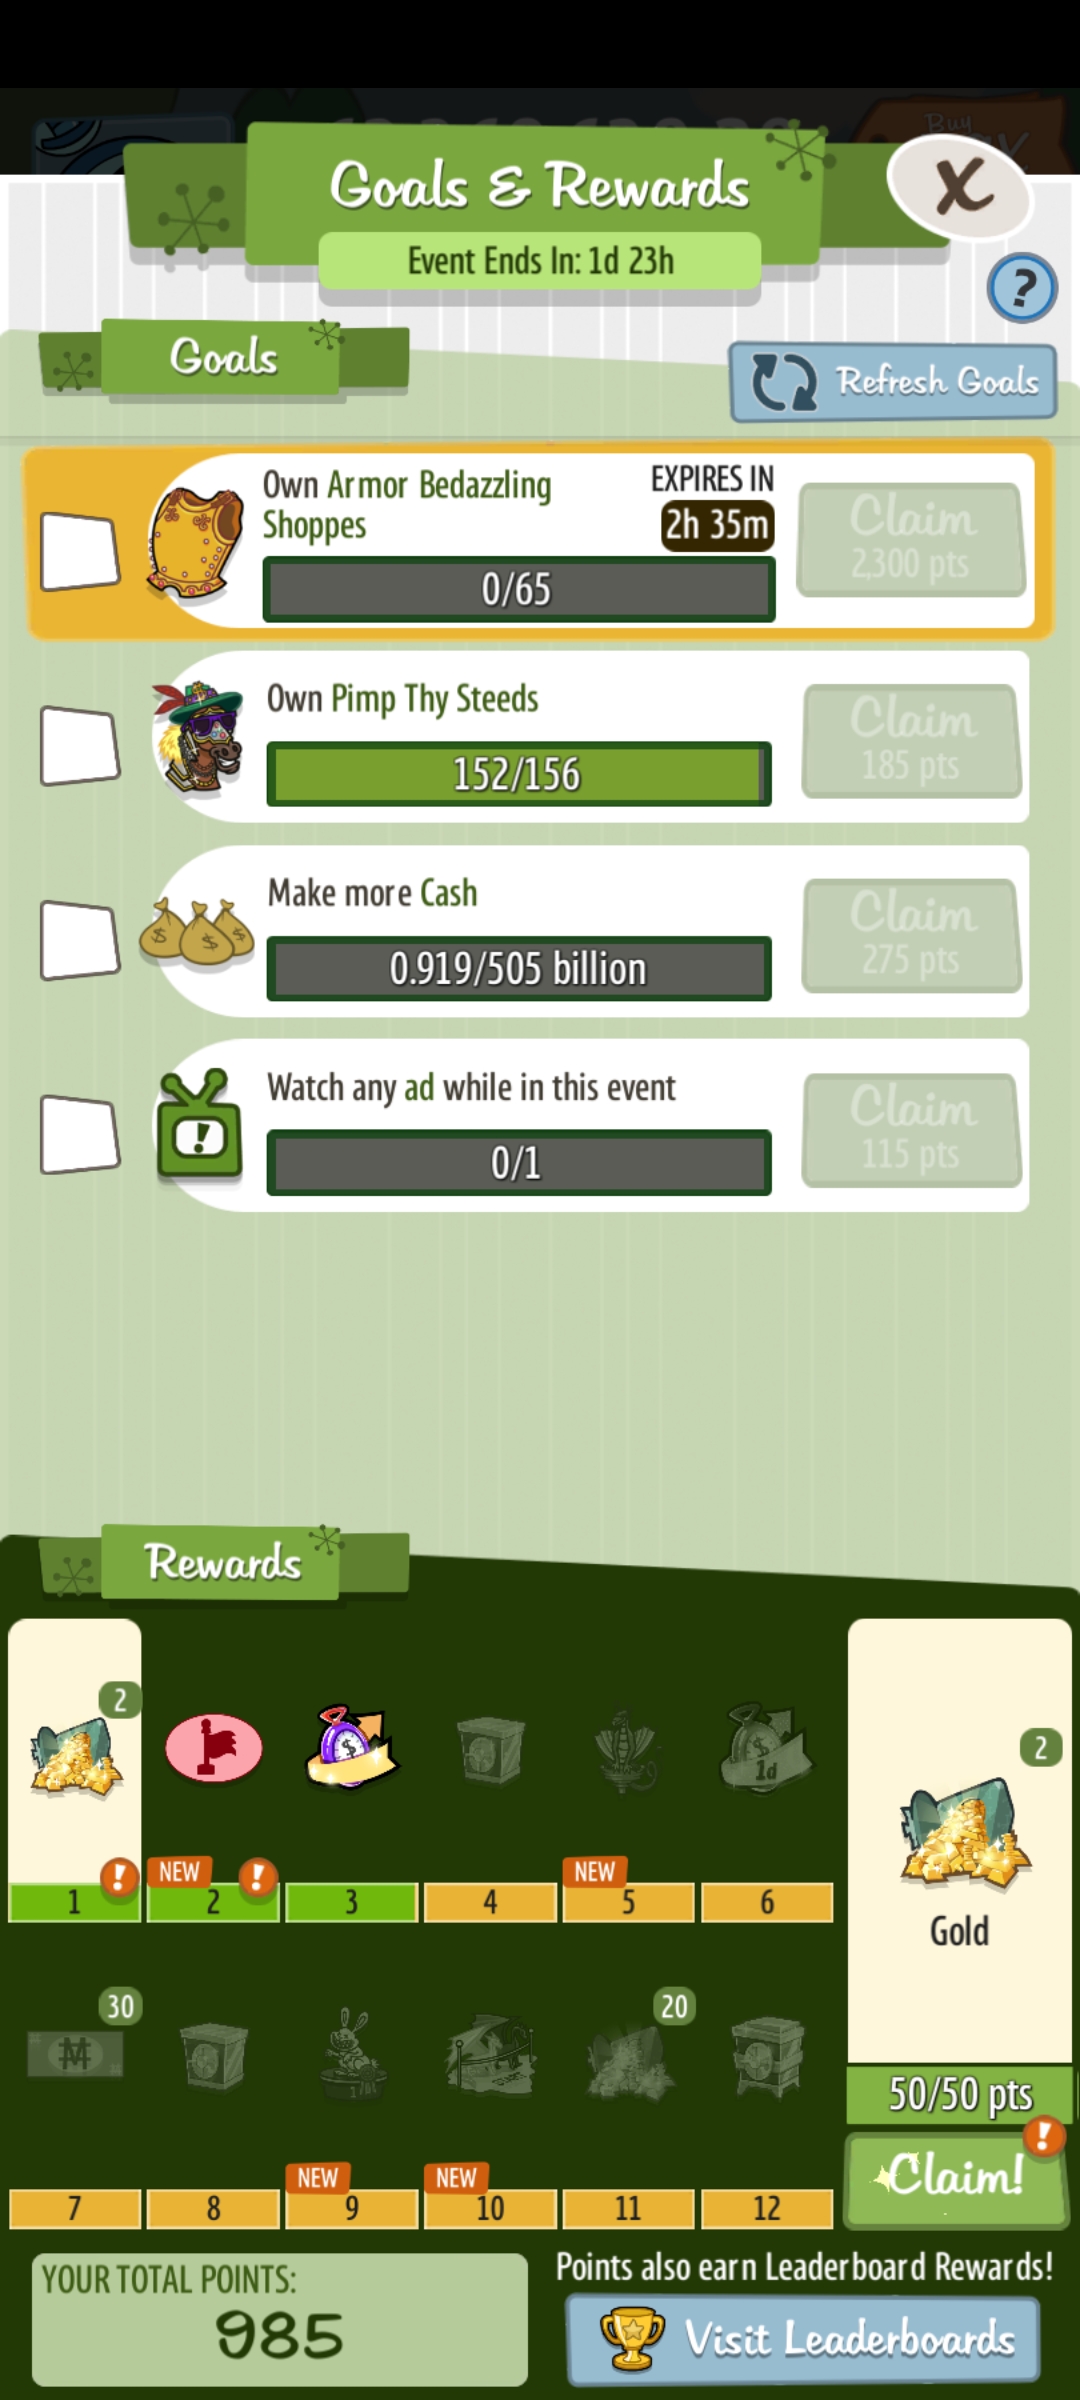 Buy
Goals & Rewards
X
Event Ends In: 1d 23h
?
Goals
Refresh Goals
Own Armor Bedazzling
Shoppes
EXPIRES IN
2h 35m
0/65
Claim
2,300 pts
Own Pimp Thy Steeds
152/156
Claim
185 pts
Make more Cash
0.919/505 billion
Claim
275 pts
Watch any ad while in this event
0/1
Claim
115 pts
Rewards
2
1d
! NEW ! NEW
1 2 3 4 5 6
2
Gold
30 20
1
50/50 pts
!
Claim!
NEW NEW
7 8 9 10 11 12
YOUR TOTAL POINTS:
985
Points also earn Leaderboard Rewards!
Visit Leaderboards